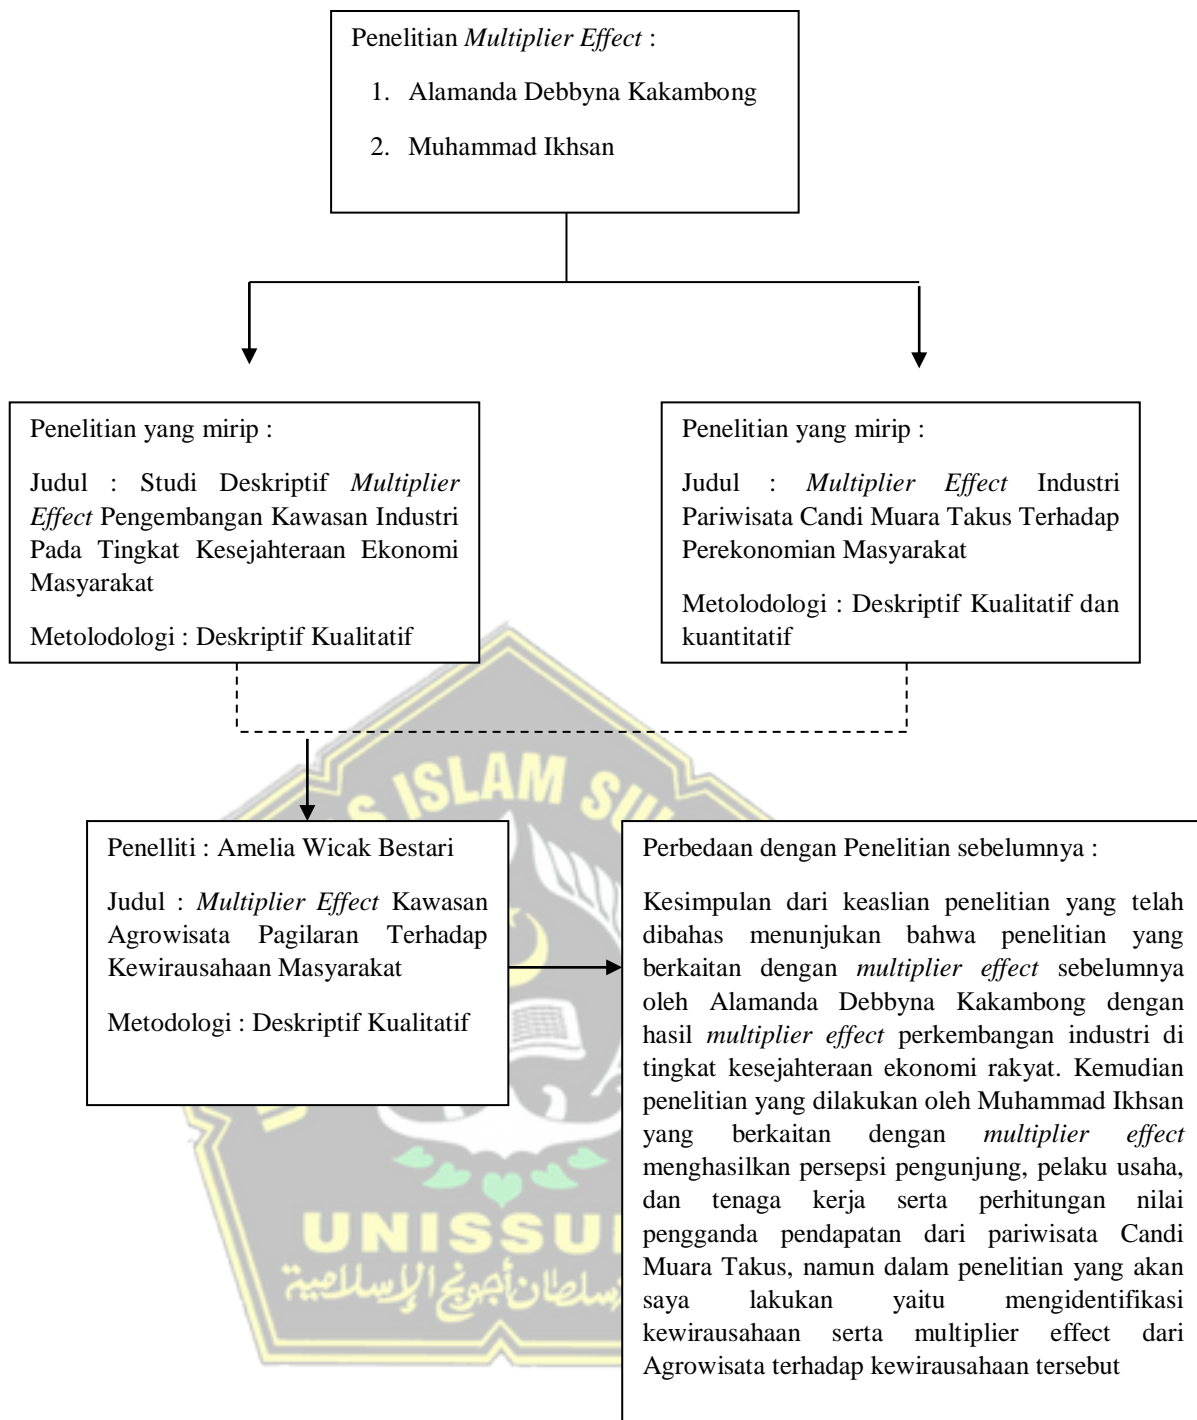 Penelitian Multiplier Effect :
1. Alamanda Debbyna Kakambong
2. Muhammad Ikhsan
Penelitian yang mirip :
Judul : Studi Deskriptif Multiplier
Effect Pengembangan Kawasan Industri
Pada Tingkat Kesejahteraan Ekonomi
Masyarakat
Metolodologi : Deskriptif Kualitatif
Penelitian yang mirip :
Judul : Multiplier Effect Industri
Pariwisata Candi Muara Takus Terhadap
Perekonomian Masyarakat
Metolodologi : Deskriptif Kualitatif dan
kuantitatif
Penelliti : Amelia Wicak Bestari
Judul : Multiplier Effect Kawasan
Agrowisata Pagilaran Terhadap
Kewirausahaan Masyarakat
Metodologi : Deskriptif Kualitatif
Perbedaan dengan Penelitian sebelumnya :
Kesimpulan dari keaslian penelitian yang telah
dibahas menunjukan bahwa penelitian yang
berkaitan dengan multiplier effect sebelumnya
oleh Alamanda Debbyna Kakambong dengan
hasil multiplier effect perkembangan industri di
tingkat kesejahteraan ekonomi rakyat. Kemudian
penelitian yang dilakukan oleh Muhammad Ikhsan
yang berkaitan dengan multiplier effect
menghasilkan persepsi pengunjung, pelaku usaha,
dan tenaga kerja serta perhitungan nilai
pengganda pendapatan dari pariwisata Candi
Muara Takus, namun dalam penelitian yang akan
saya lakukan yaitu mengidentifikasi
kewirausahaan serta multiplier effect dari
Agrowisata terhadap kewirausahaan tersebut
ISLAM
UNISSU